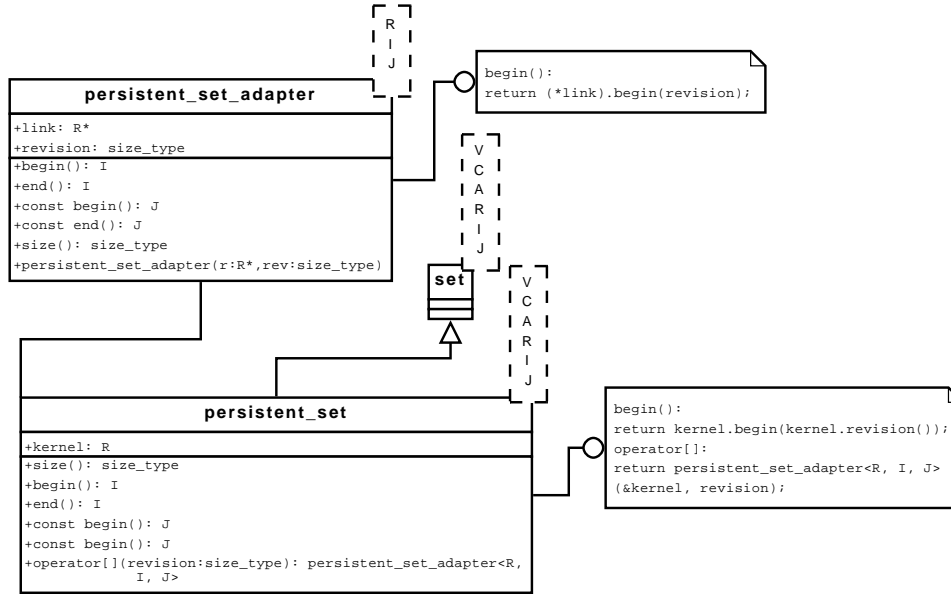 R
I
J
persistent_set_adapter
+link: R*
+revision: size_type
+begin(): I
+end(): I
+const begin(): J
+const end(): J
+size(): size_type
+persistent_set_adapter(r:R*,rev:size_type)
begin():
return (*link).begin(revision);
V
C
A
R
I
J
set
V
C
A
R
I
J
persistent_set
+kernel: R
+size(): size_type
+begin(): I
+end(): I
+const begin(): J
+const begin(): J
+operator[](revision:size_type): persistent_set_adapter<R,
I, J>
begin():
return kernel.begin(kernel.revision());
operator[]:
return persistent_set_adapter<R, I, J>
(&kernel, revision);